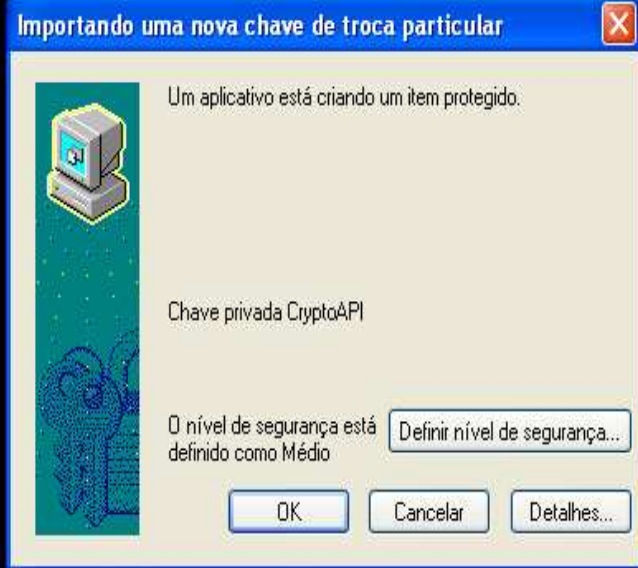 Importando uma nova chave de troca particular
Um aplicativo está criando um item protegido.
Chave privada CryptoAPI
O nível de segurança está
definido como Médio
Definir nível de segurança...
OK
Cancelar
Detalhes...